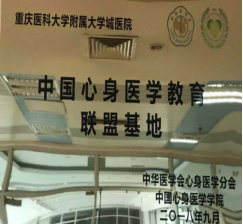 重庆医科大学附属大学城医院
中国心身医学教育
联盟基地
中华医学会心身医学分会
中国心身医学学院
二〇一八年九月